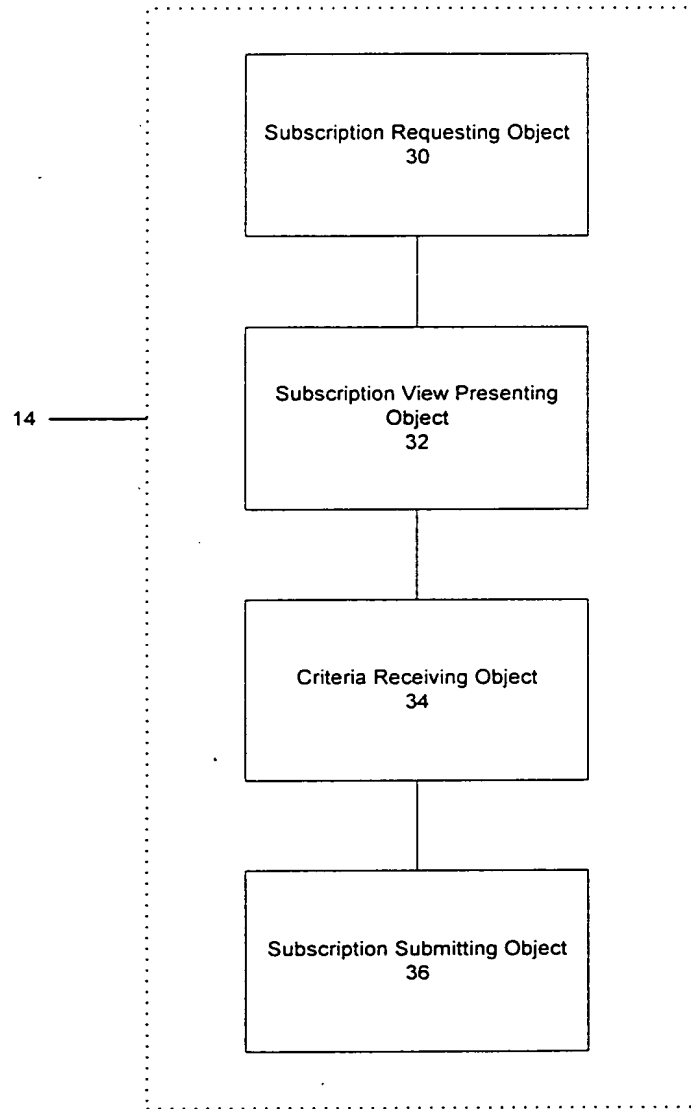 Subscription Requesting Object
30
Subscription View Presenting
Object
32
14
Criteria Receiving Object
34
Subscription Submitting Object
36